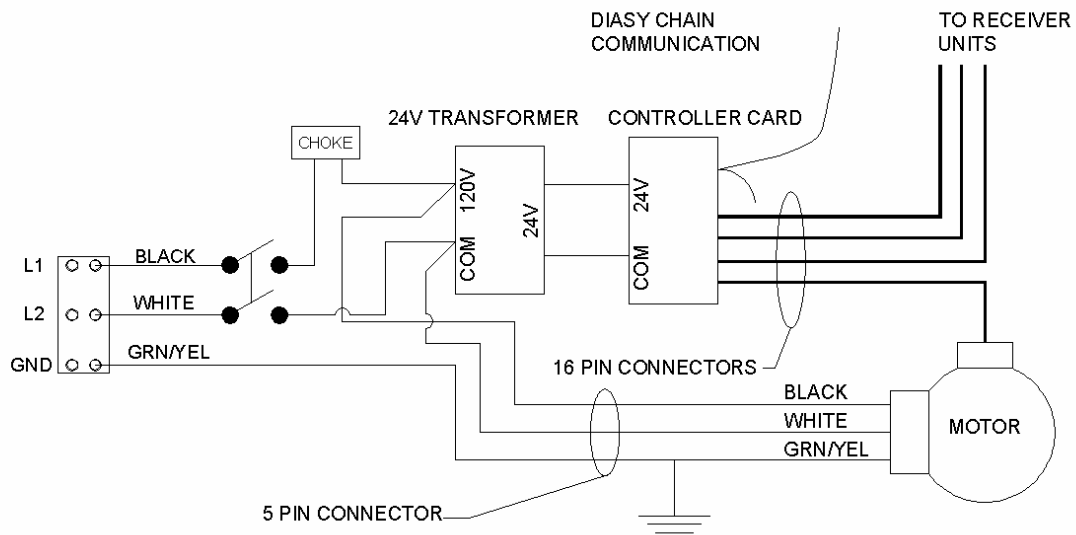 DIASY CHAIN
COMMUNICATION
TO RECEIVER
UNITS
24V TRANSFORMER
CONTROLLER CARD
CHOKE
120V
24V
24V
COM
COM
L1
BLACK
L2
WHITE
GND
GRN/YEL
16 PIN CONNECTORS
BLACK
WHITE
GRN/YEL
MOTOR
5 PIN CONNECTOR